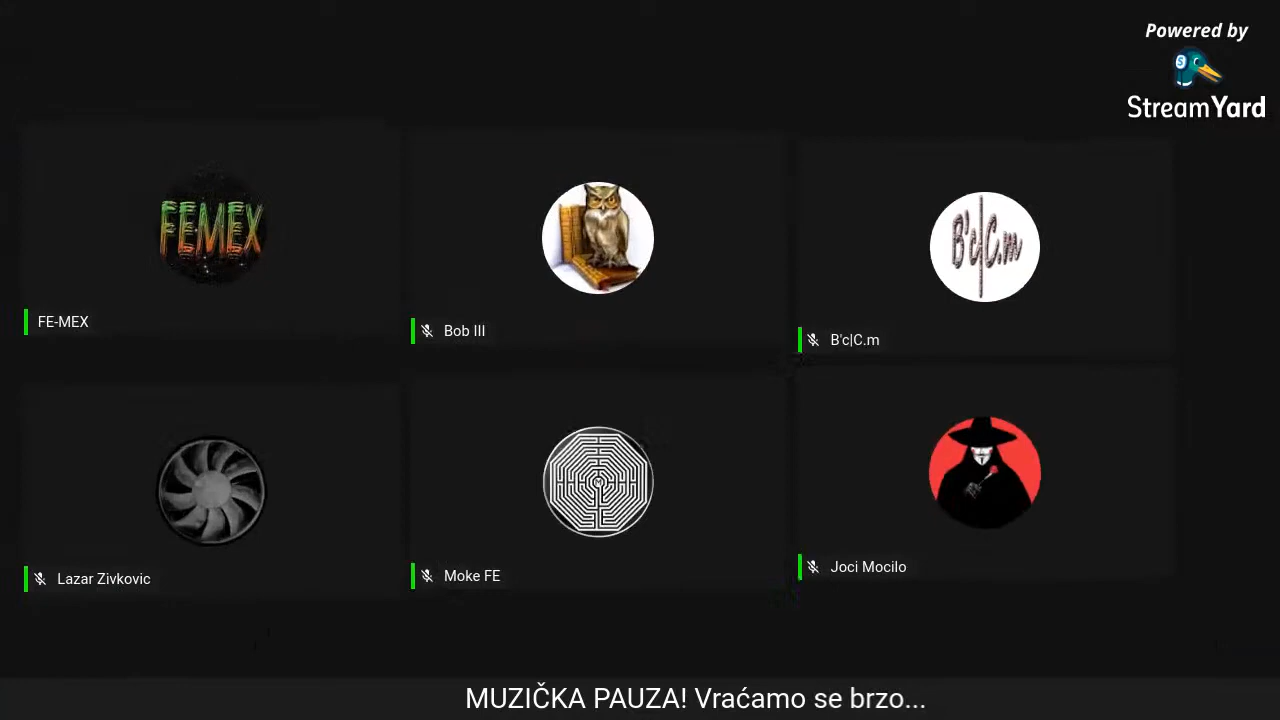 Powered by
S
StreamYard
FEMEX
FE-MEX
Bob III
B'c|C.m
B'c|C.m
Lazar Zivkovic
Moke FE
Joci Mocilo
MUZIČKA PAUZA! Vraćamo se brzo...